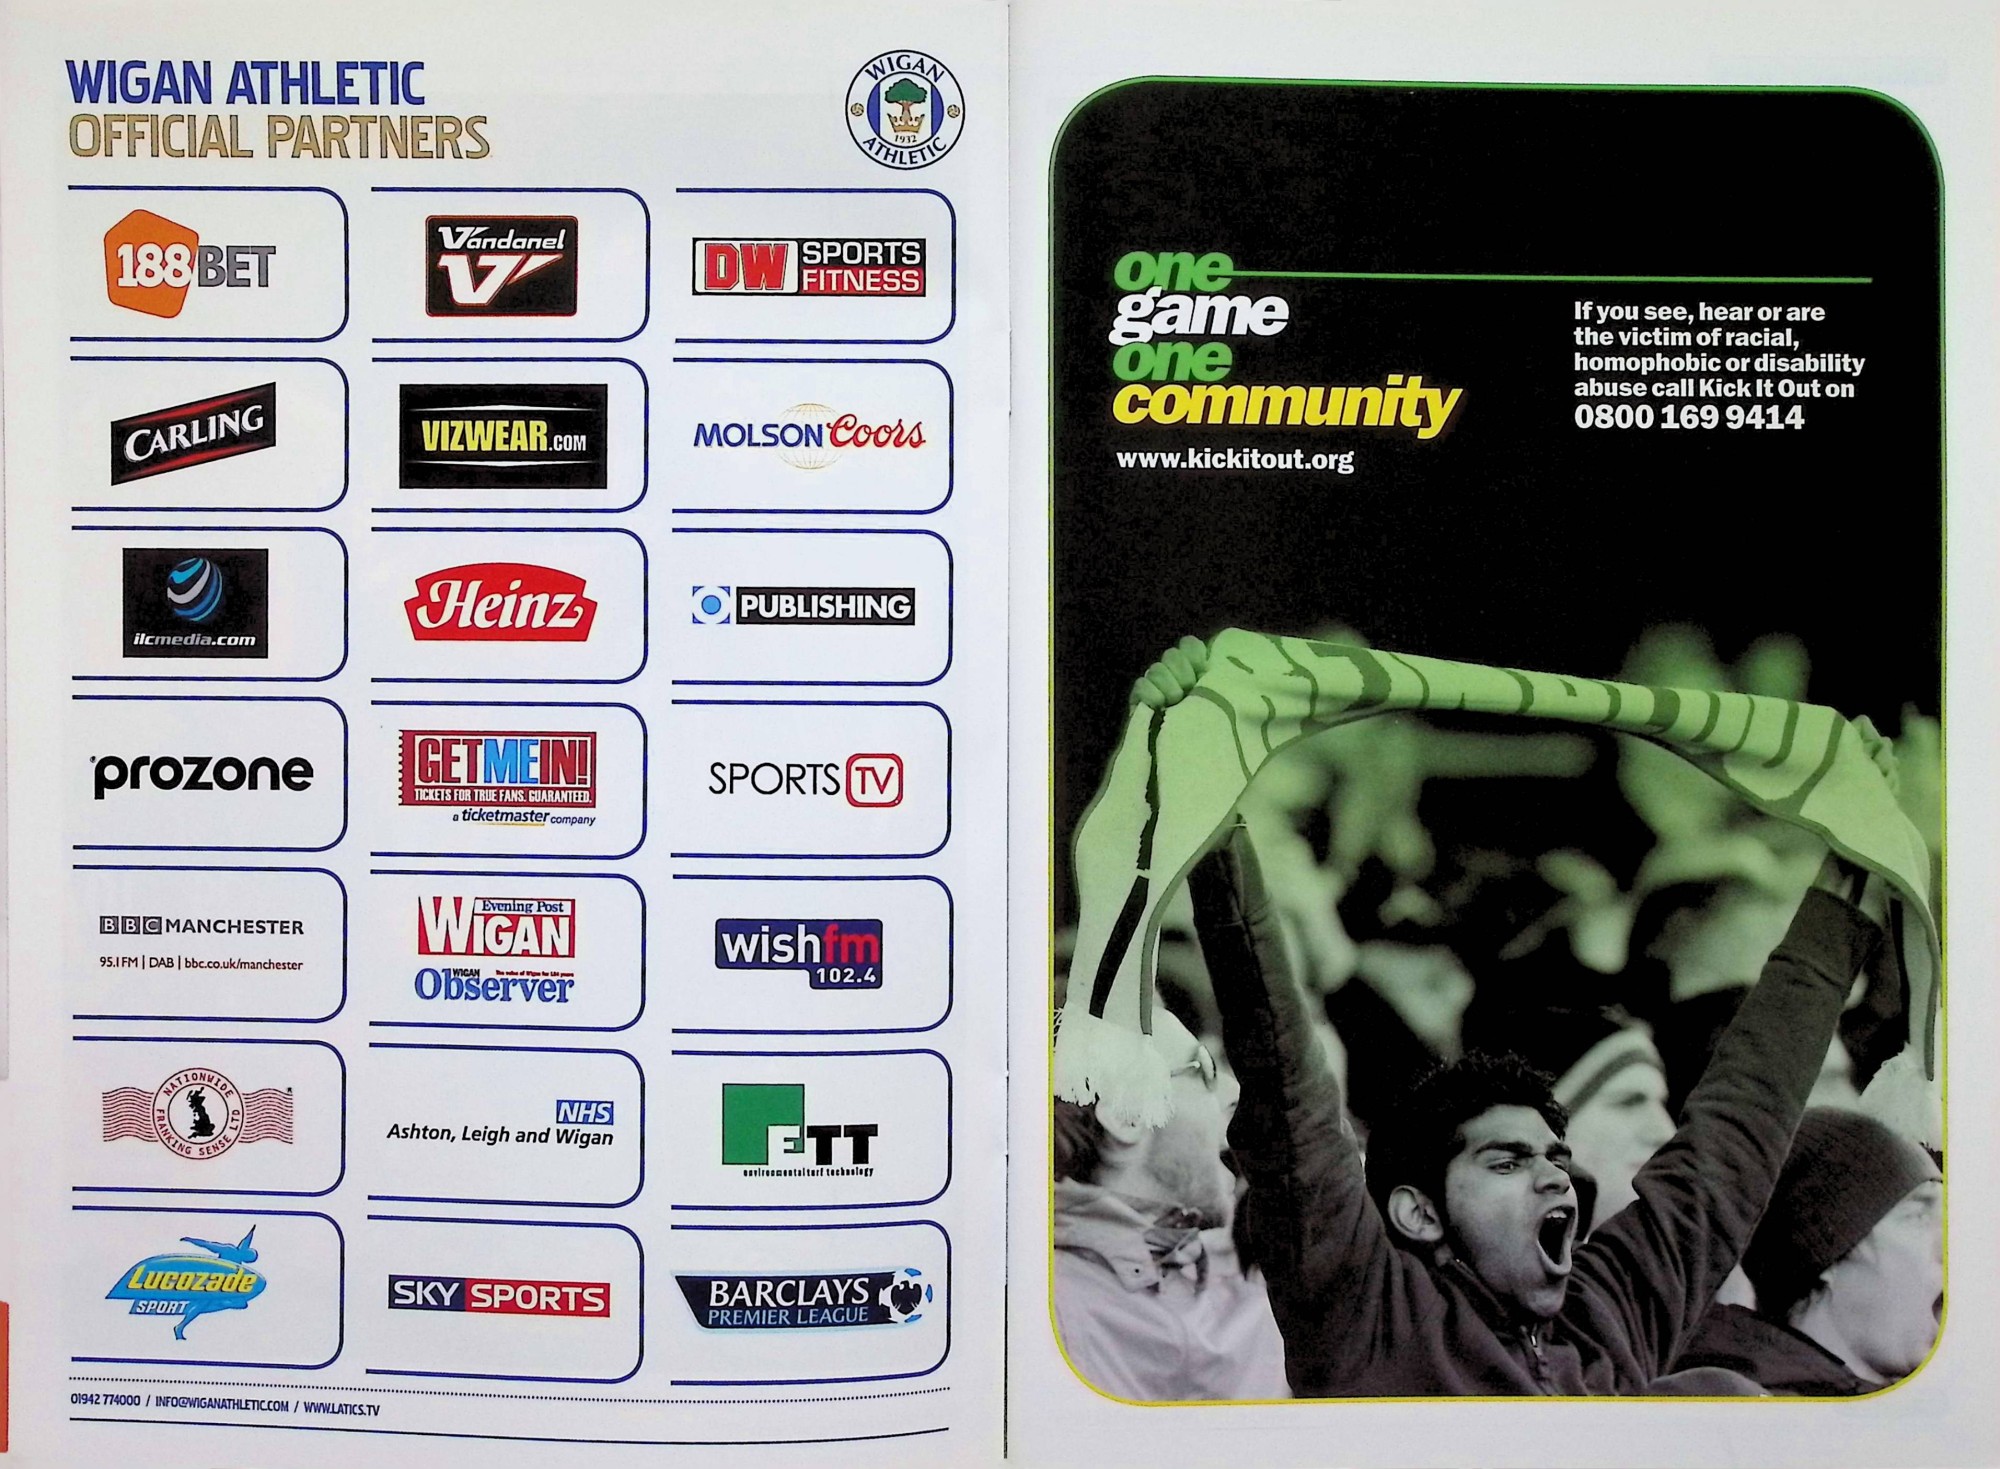 WIGAN ATHLETIC
OFFICIAL PARTNERS
WIGAN
1932
ATHLETIC
188BET
Vandanel
V
DW SPORTS
FITNESS
CARLING
VIZWEAR.COM
MOLSON Coors
ilcmedia.com
Heinz
PUBLISHING
prozone
GETMEIN!
TICKETS FOR TRUE FANS. GUARANTEED.
a ticketmaster company
SPORTS TV
BBC MANCHESTER
95.1FM | DAB | bbc.co.uk/manchester
Evening Post
WIGAN
WIGAN
Observer
wishfm
102.4
NATIONWIDE
FRANKING SENSE LTD
NHS
Ashton, Leigh and Wigan
ETT
environmental turf technology
Lucozade
SPORT
SKY SPORTS
BARCLAYS
PREMIER LEAGUE
01942 774000 / INFO@WIGANATHLETIC.COM / WWW.LATICS.TV
one
game
one
community
www.kickitout.org
If you see, hear or are
the victim of racial,
homophobic or disability
abuse call Kick It Out on
0800 169 9414